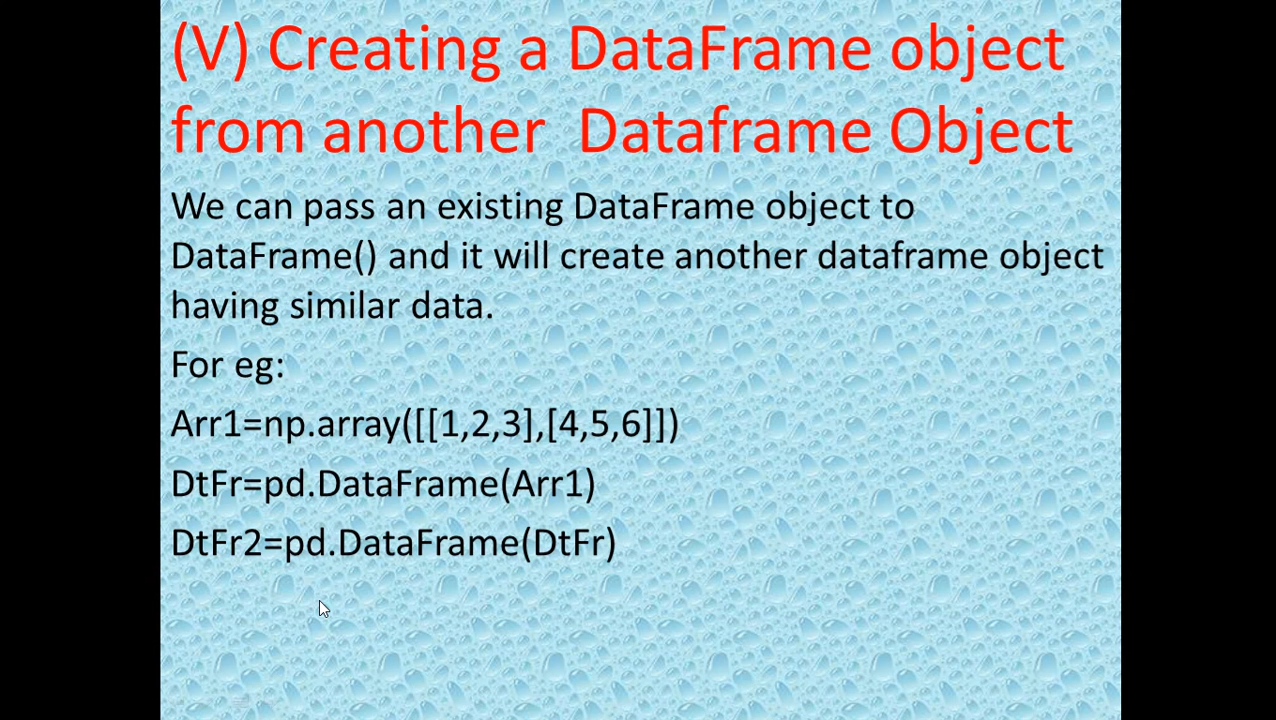 (V) Creating a DataFrame object
from another  Dataframe Object
We can pass an existing DataFrame object to
DataFrame() and it will create another dataframe object
having similar data.
For eg:
Arr1=np.array([[1,2,3],[4,5,6]])
DtFr=pd.DataFrame(Arr1)
DtFr2=pd.DataFrame(DtFr)